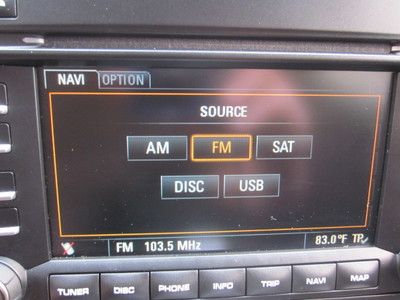 NAVI OPTION
SOURCE
AM FM SAT
DISC USB
FM 103.5 MHz 83.0°F TP
TUNER DISC PHONE INFO TRIP NAVI MAP